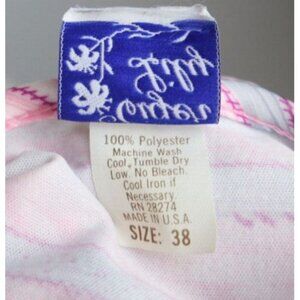 100% Polyester
Machine Wash
Cool, Tumble Dry
Low. No Bleach.
Cool Iron if
Necessary.
RN 28274
MADE IN U.S.A.
SIZE: 38